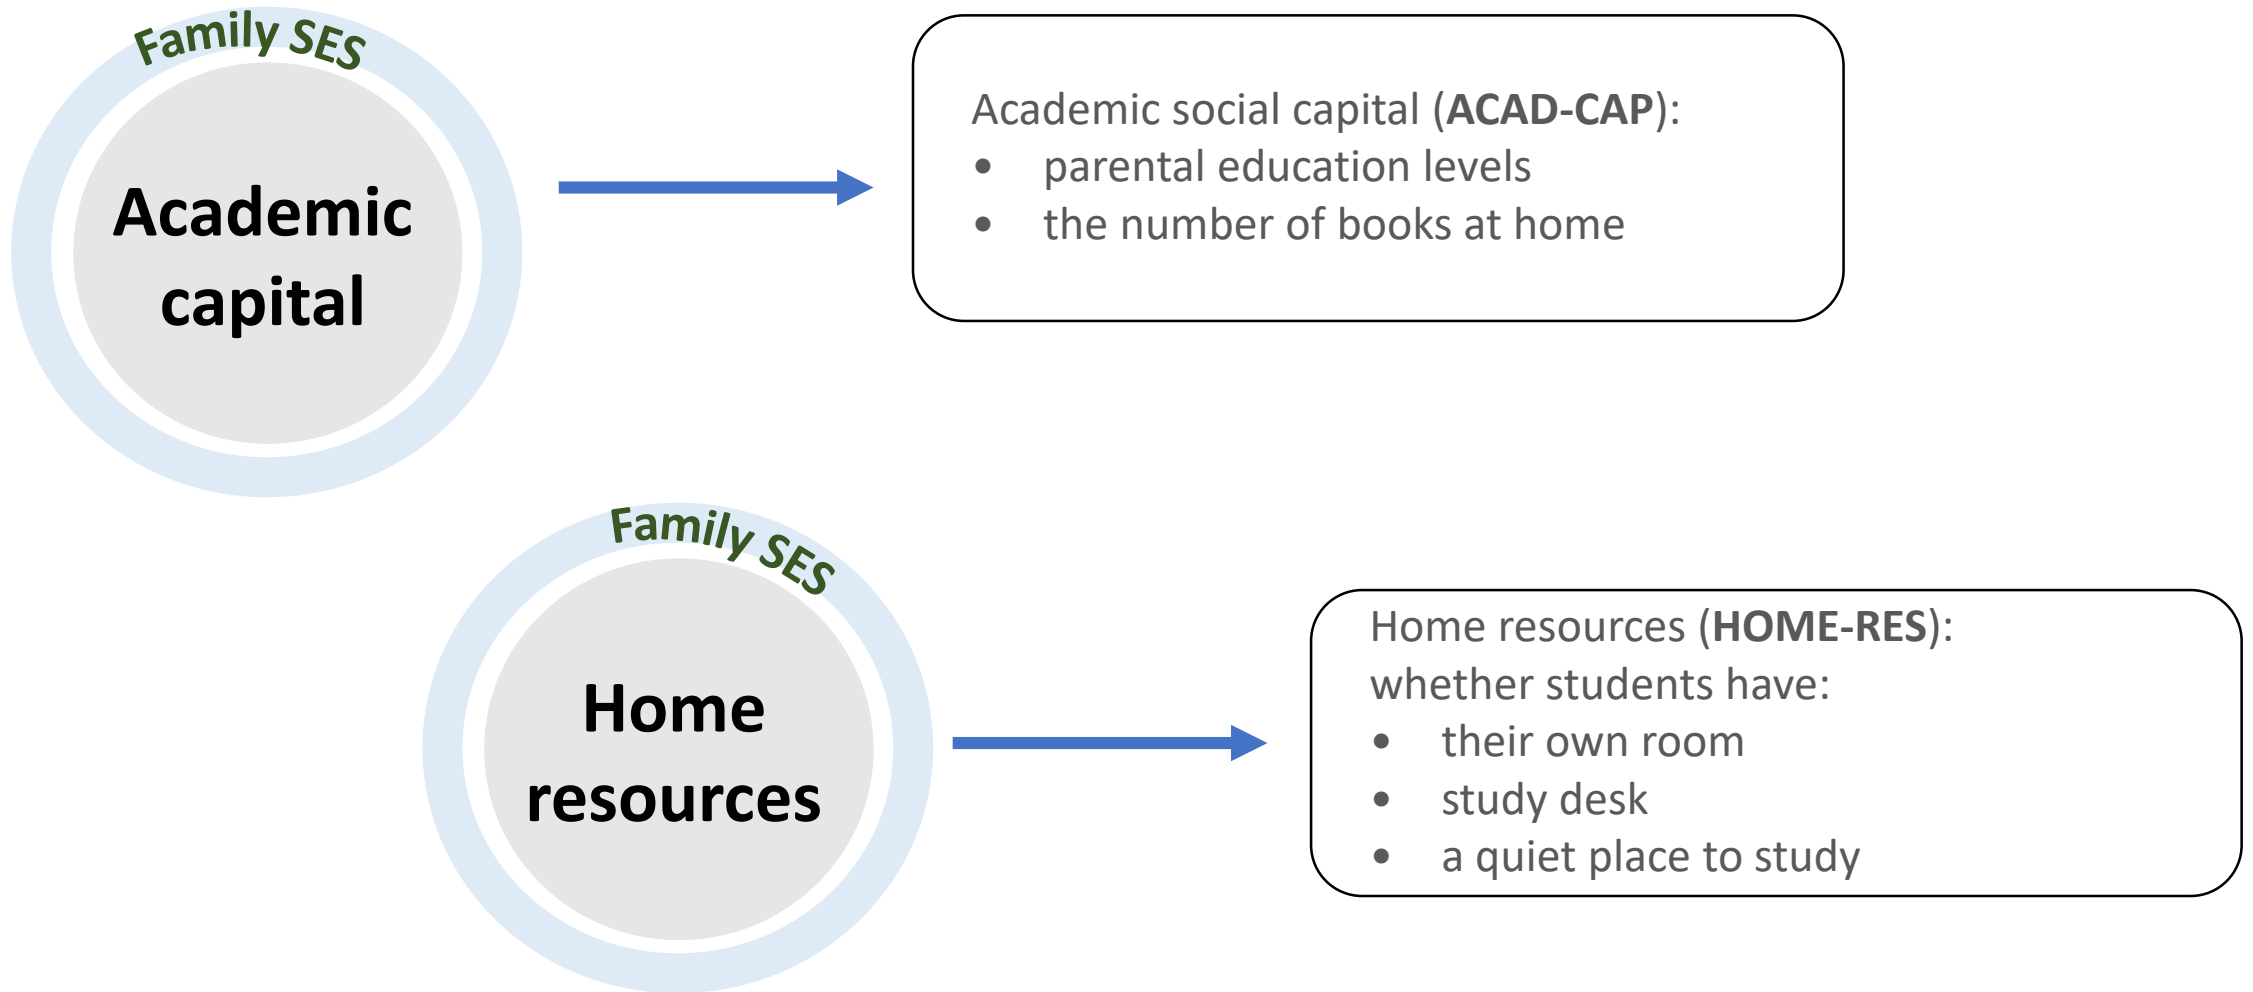 Family SES
Academic
capital
Academic social capital (ACAD-CAP):
• parental education levels
• the number of books at home
Family SES
Home
resources
Home resources (HOME-RES):
whether students have:
• their own room
• study desk
• a quiet place to study